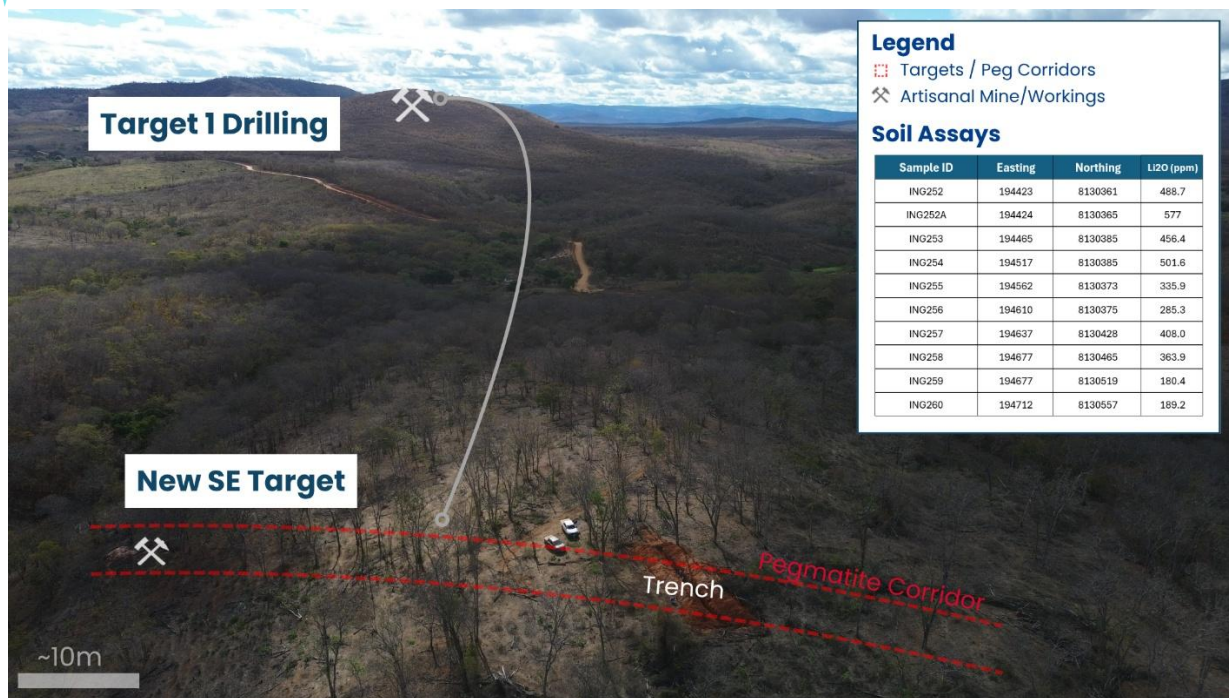 Target 1 Drilling
New SE Target
Trench
Pegmatite Corridor
~10m
Legend
Targets / Peg Corridors
Artisanal Mine/Workings
Soil Assays
Sample ID Easting Northing Li2O (ppm)
ING252 194423 8130361 488.7
ING252A 194424 8130365 577
ING253 194465 8130385 456.4
ING254 194517 8130385 501.6
ING255 194562 8130373 335.9
ING256 194610 8130375 285.3
ING257 194637 8130428 408.0
ING258 194677 8130465 363.9
ING259 194677 8130519 180.4
ING260 194712 8130557 189.2